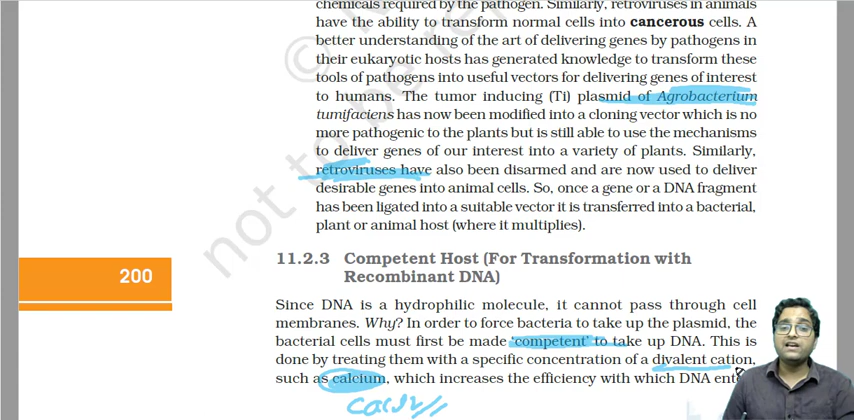 chemicals required by the pathogen. Similarly, retroviruses in animals
have the ability to transform normal cells into cancerous cells. A
better understanding of the art of delivering genes by pathogens in
their eukaryotic hosts has generated knowledge to transform these
tools of pathogens into useful vectors for delivering genes of interest
to humans. The tumor inducing (Ti) plasmid of Agrobacterium
tumifaciens has now been modified into a cloning vector which is no
more pathogenic to the plants but is still able to use the mechanisms
to deliver genes of our interest into a variety of plants. Similarly,
retroviruses have also been disarmed and are now used to deliver
desirable genes into animal cells. So, once a gene or a DNA fragment
has been ligated into a suitable vector it is transferred into a bacterial,
plant or animal host (where it multiplies).
not to be
200
11.2.3 Competent Host (For Transformation with
Recombinant DNA)
Since DNA is a hydrophilic molecule, it cannot pass through cell
membranes. Why? In order to force bacteria to take up the plasmid, the
bacterial cells must first be made 'competent' to take up DNA. This is
done by treating them with a specific concentration of a divalent cation,
such as calcium, which increases the efficiency with which DNA